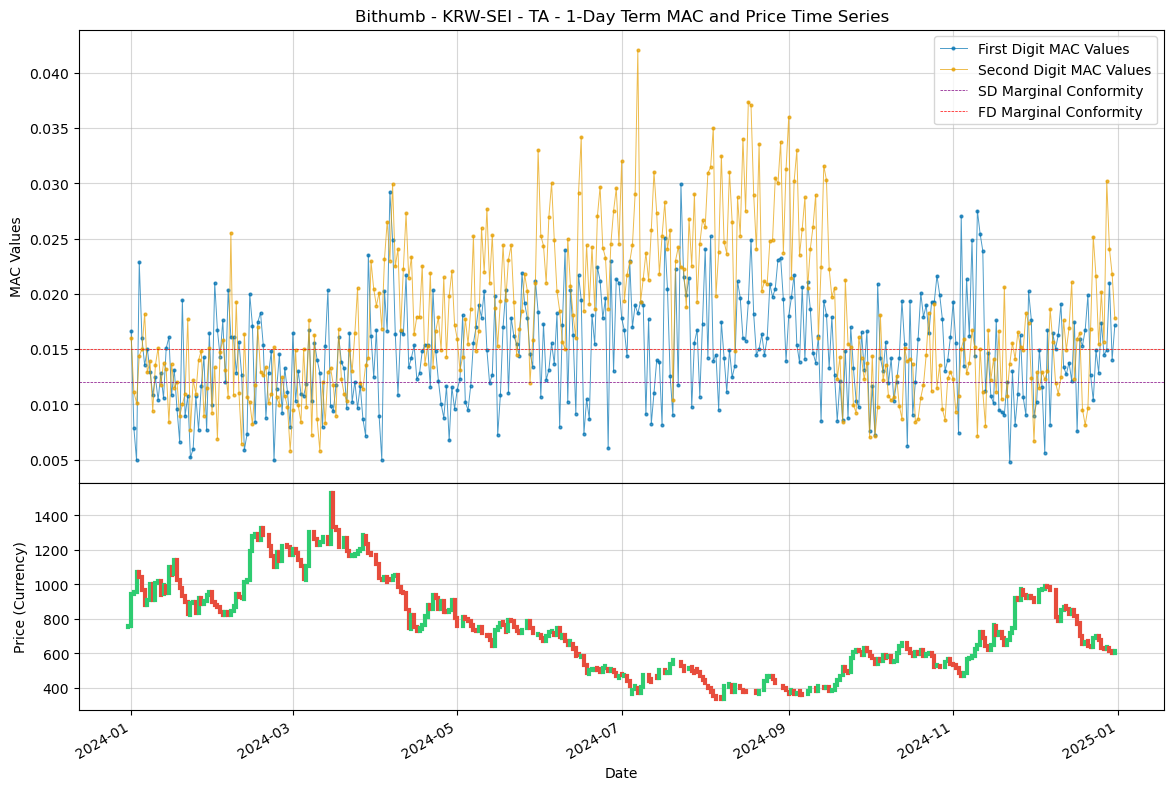 Bithumb - KRW-SEI - TA - 1-Day Term MAC and Price Time Series
First Digit MAC Values
Second Digit MAC Values
SD Marginal Conformity
FD Marginal Conformity
MAC Values
0.040
0.035
0.030
0.025
0.020
0.015
0.010
0.005
Price (Currency)
1400
1200
1000
800
600
400
2024-01
2024-03
2024-05
2024-07
2024-09
2024-11
2025-01
Date